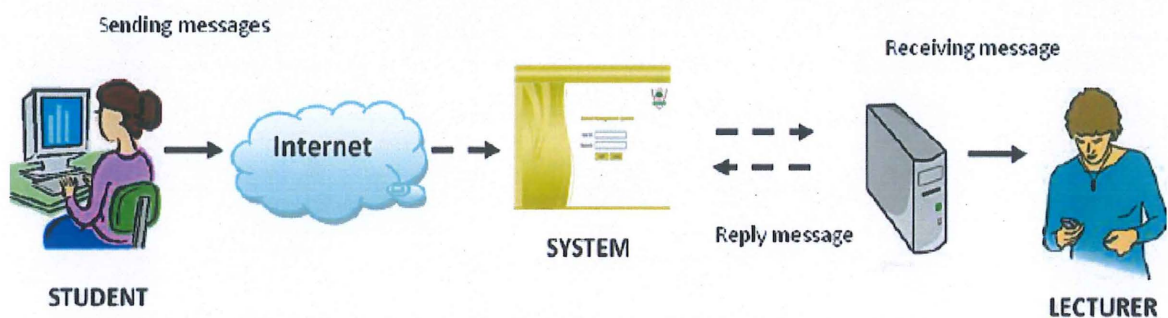 Sending messages
Receiving message
Internet
SYSTEM
Reply message
STUDENT
LECTURER